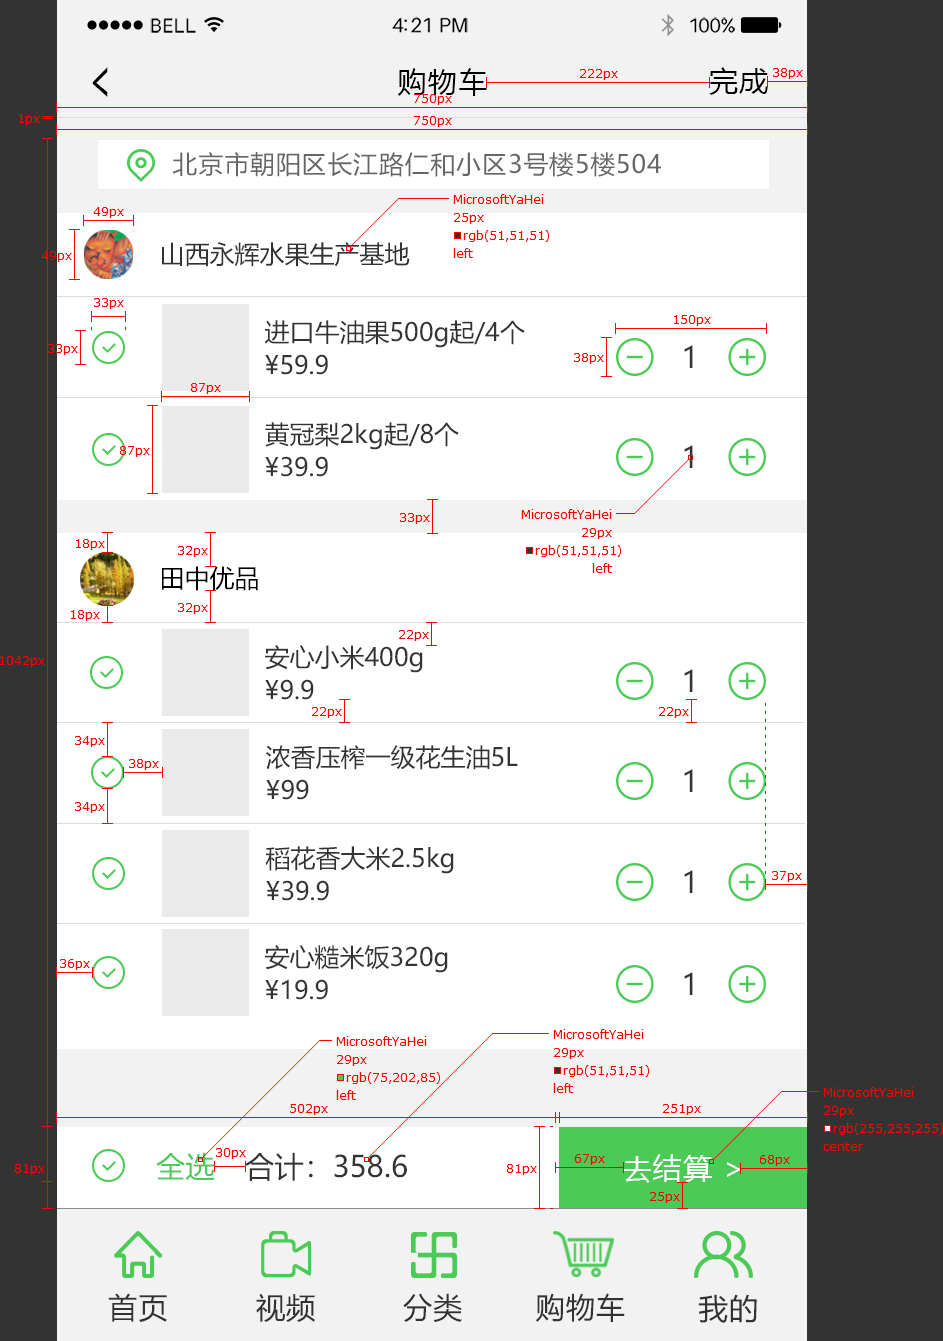 BELL 4:21 PM 100%
购物车 222px 完成 38px
750px
1px
750px
北京市朝阳区长江路仁和小区3号楼5楼504
49px
MicrosoftYaHei
25px
rgb(51,51,51)
left
49px
山西永辉水果生产基地
33px
150px
进口牛油果500g起/4个
33px
38px
1
¥59.9
87px
黄冠梨2kg起/8个
87px
1
¥39.9
33px
MicrosoftYaHei
29px
rgb(51,51,51)
left
18px
32px
田中优品
32px
18px
22px
1042px
安心小米400g
1
¥9.9
22px
22px
34px
浓香压榨一级花生油5L
38px
1
¥99
34px
稻花香大米2.5kg
1
¥39.9
37px
安心糙米饭320g
36px
1
¥19.9
MicrosoftYaHei
29px
rgb(75,202,85)
left
MicrosoftYaHei
29px
rgb(51,51,51)
left
MicrosoftYaHei
29px
rgb(255,255,255)
center
502px
251px
81px
全选
30px
合计：358.6
81px
67px
去结算 >
68px
25px
首页 视频 分类 购物车 我的